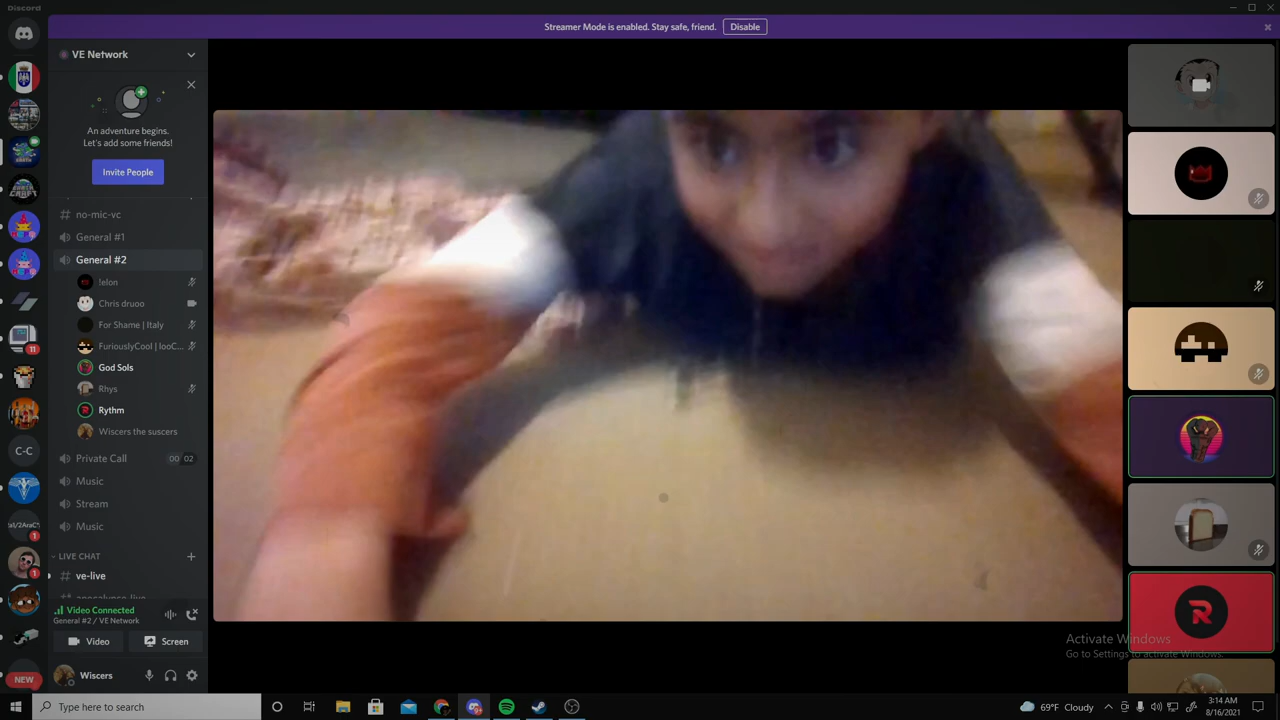 Discord
Streamer Mode is enabled. Stay safe, friend.
Disable
VE Network
An adventure begins.
Let's add some friends!
Invite People
no-mic-vc
General #1
General #2
!elon
Chris druoo
For Shame | Italy
FuriouslyCool | looC...
God Sols
Rhys
Rythm
Wiscers the suscers
Private Call
00 02
Music
Stream
Music
LIVE CHAT
ve-live
Video Connected
General #2 / VE Network
Video
Screen
Wiscers
11
C-C
1
1
NEW
R
Activate Windows
Go to Settings to activate Windows.
Type here to search
69°F Cloudy
3:14 AM
8/16/2021